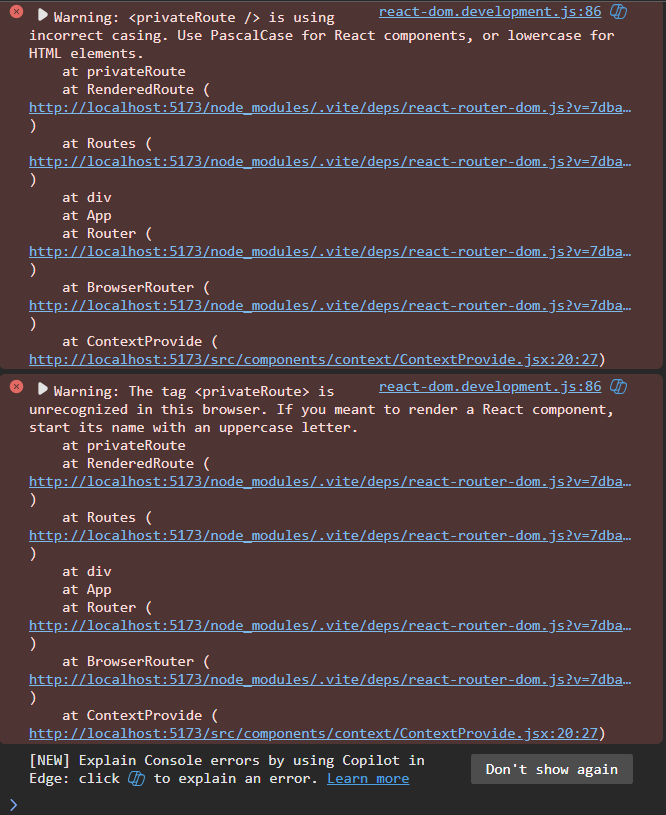 Warning: <privateRoute /> is using react-dom.development.js:86
incorrect casing. Use PascalCase for React components, or lowercase for
HTML elements.
at privateRoute
at RenderedRoute (
http://localhost:5173/node_modules/.vite/deps/react-router-dom.js?v=7dba…
)
at Routes (
http://localhost:5173/node_modules/.vite/deps/react-router-dom.js?v=7dba…
)
at div
at App
at Router (
http://localhost:5173/node_modules/.vite/deps/react-router-dom.js?v=7dba…
)
at BrowserRouter (
http://localhost:5173/node_modules/.vite/deps/react-router-dom.js?v=7dba…
)
at ContextProvide (
http://localhost:5173/src/components/context/ContextProvide.jsx:20:27)
Warning: The tag <privateRoute> is react-dom.development.js:86
unrecognized in this browser. If you meant to render a React component,
start its name with an uppercase letter.
at privateRoute
at RenderedRoute (
http://localhost:5173/node_modules/.vite/deps/react-router-dom.js?v=7dba…
)
at Routes (
http://localhost:5173/node_modules/.vite/deps/react-router-dom.js?v=7dba…
)
at div
at App
at Router (
http://localhost:5173/node_modules/.vite/deps/react-router-dom.js?v=7dba…
)
at BrowserRouter (
http://localhost:5173/node_modules/.vite/deps/react-router-dom.js?v=7dba…
)
at ContextProvide (
http://localhost:5173/src/components/context/ContextProvide.jsx:20:27)
[NEW] Explain Console errors by using Copilot in
Edge: click to explain an error. Learn more
Don't show again